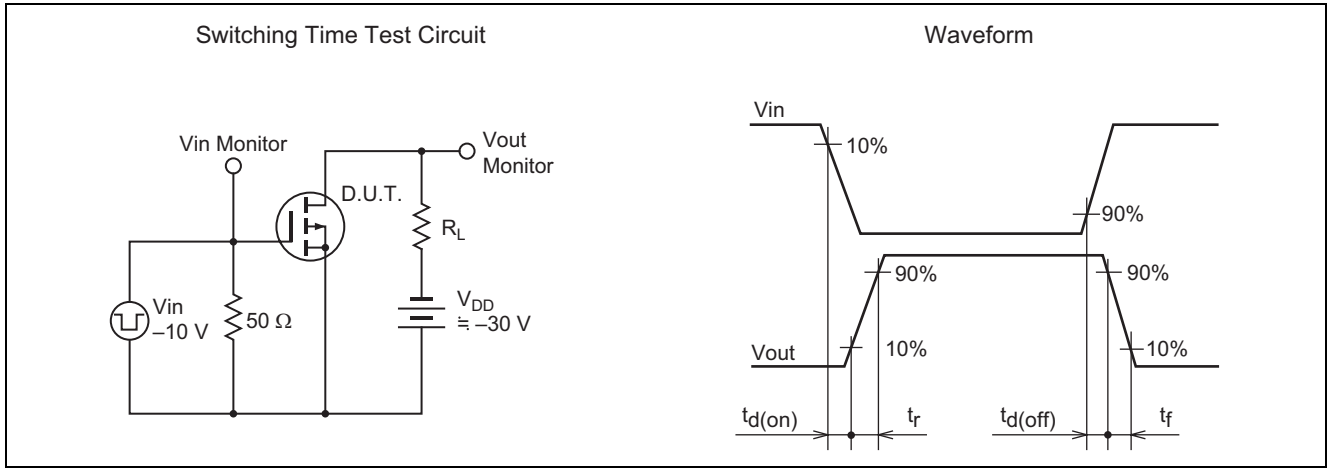 Switching Time Test Circuit
Vin Monitor
Vout
Monitor
D.U.T.
RL
Vin
–10 V
50 Ω
VDD
≒ –30 V
Waveform
Vin
10%
90%
90%
90%
Vout
10%
10%
td(on)
tr
td(off)
tf